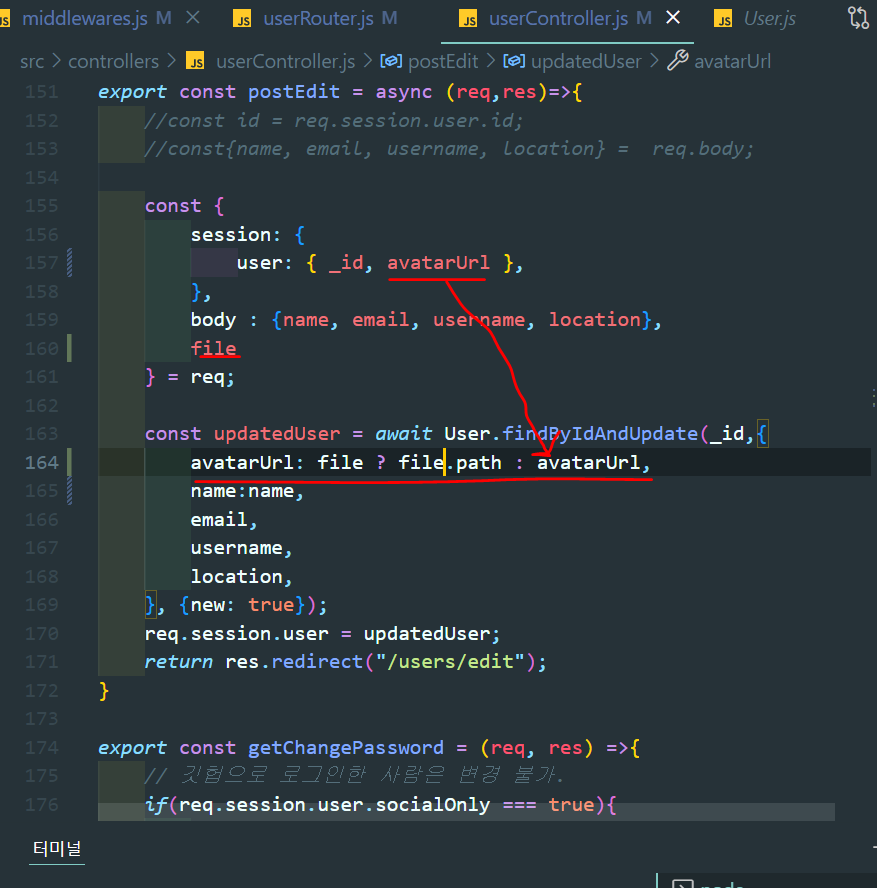 JS middlewares.js M × JS userRouter.js M JS userController.js M × JS User.js
src > controllers > JS userController.js > postEdit > updatedUser > avatarUrl
151 export const postEdit = async (req,res)=>{
152 //const id = req.session.user.id;
153 //const{name, email, username, location} =  req.body;
154
155 const {
156 session: {
157 user: { _id, avatarUrl },
158 },
159 body : {name, email, username, location},
160 file
161 } = req;
162
163 const updatedUser = await User.findByIdAndUpdate(_id,{
164 avatarUrl: file ? file.path : avatarUrl,
165 name:name,
166 email,
167 username,
168 location,
169 }, {new: true});
170 req.session.user = updatedUser;
171 return res.redirect("/users/edit");
172 }
173
174 export const getChangePassword = (req, res) =>{
175 // 깃헙으로 로그인한 사람은 변경 불가.
176 if(req.session.user.socialOnly === true){
터미널